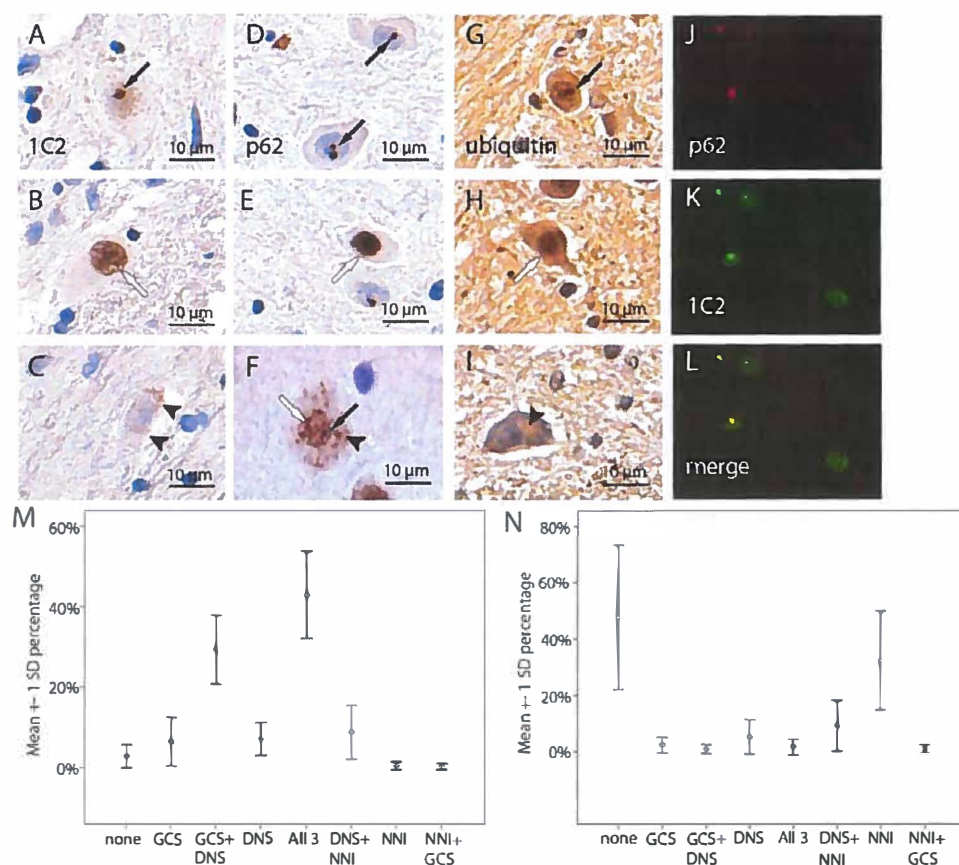 A
D
G
J
1C2
10 µm
p62
10 µm
ubiquitin
10 µm
p62
B
E
H
K
10 µm
10 µm
10 µm
1C2
C
F
I
L
10 µm
10 µm
10 µm
merge
M
60%
40%
20%
0%
Mean +- 1 SD percentage
none
GCS
GCS+
DNS
DNS
All 3
DNS+
NNI
NNI
NNI+
GCS
N
80%
60%
40%
20%
0%
Mean +- 1 SD percentage
none
GCS
GCS+
DNS
DNS
All 3
DNS+
NNI
NNI
NNI+
GCS